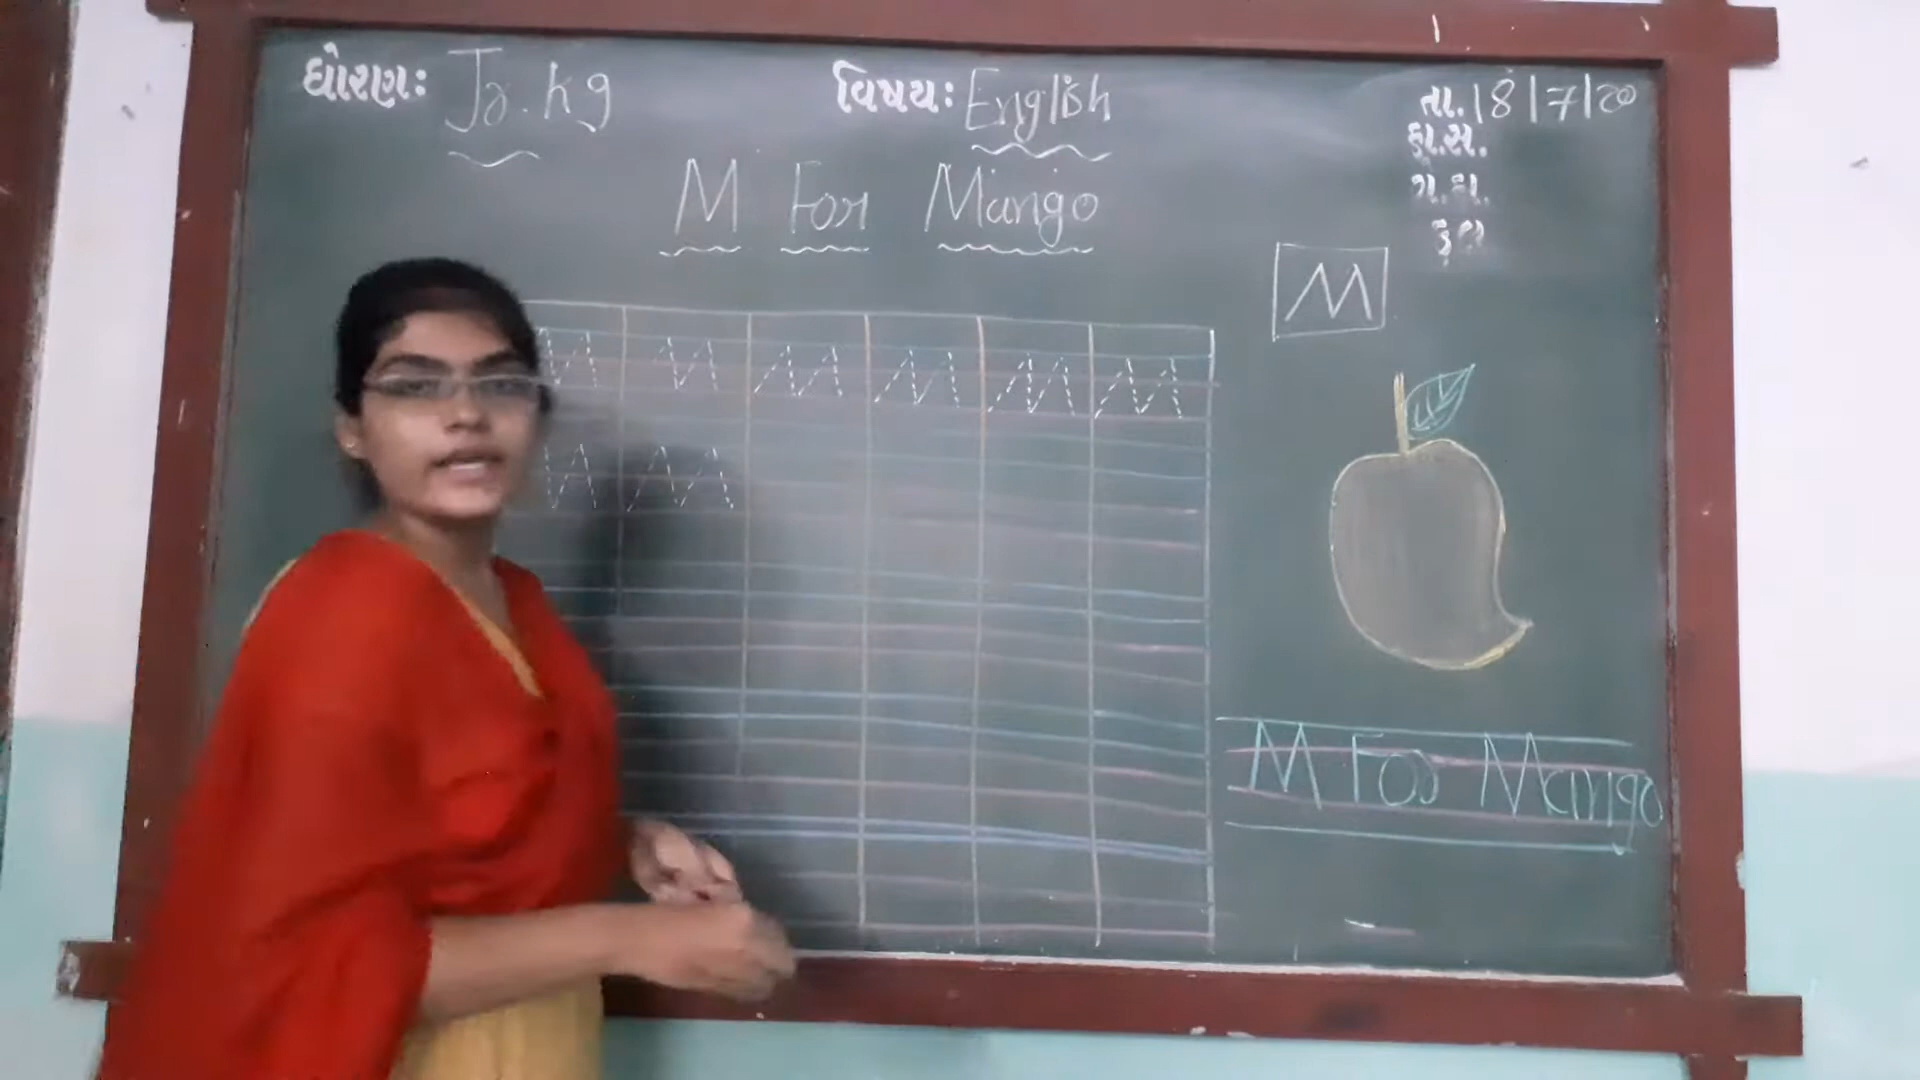 ધોરણ: Jr. kg વિષય: English તા. 18/7/20
કુ.સ.
ગ.હા.
કુલ
M For Mango
M
M M M M M M
M M
M For Mango